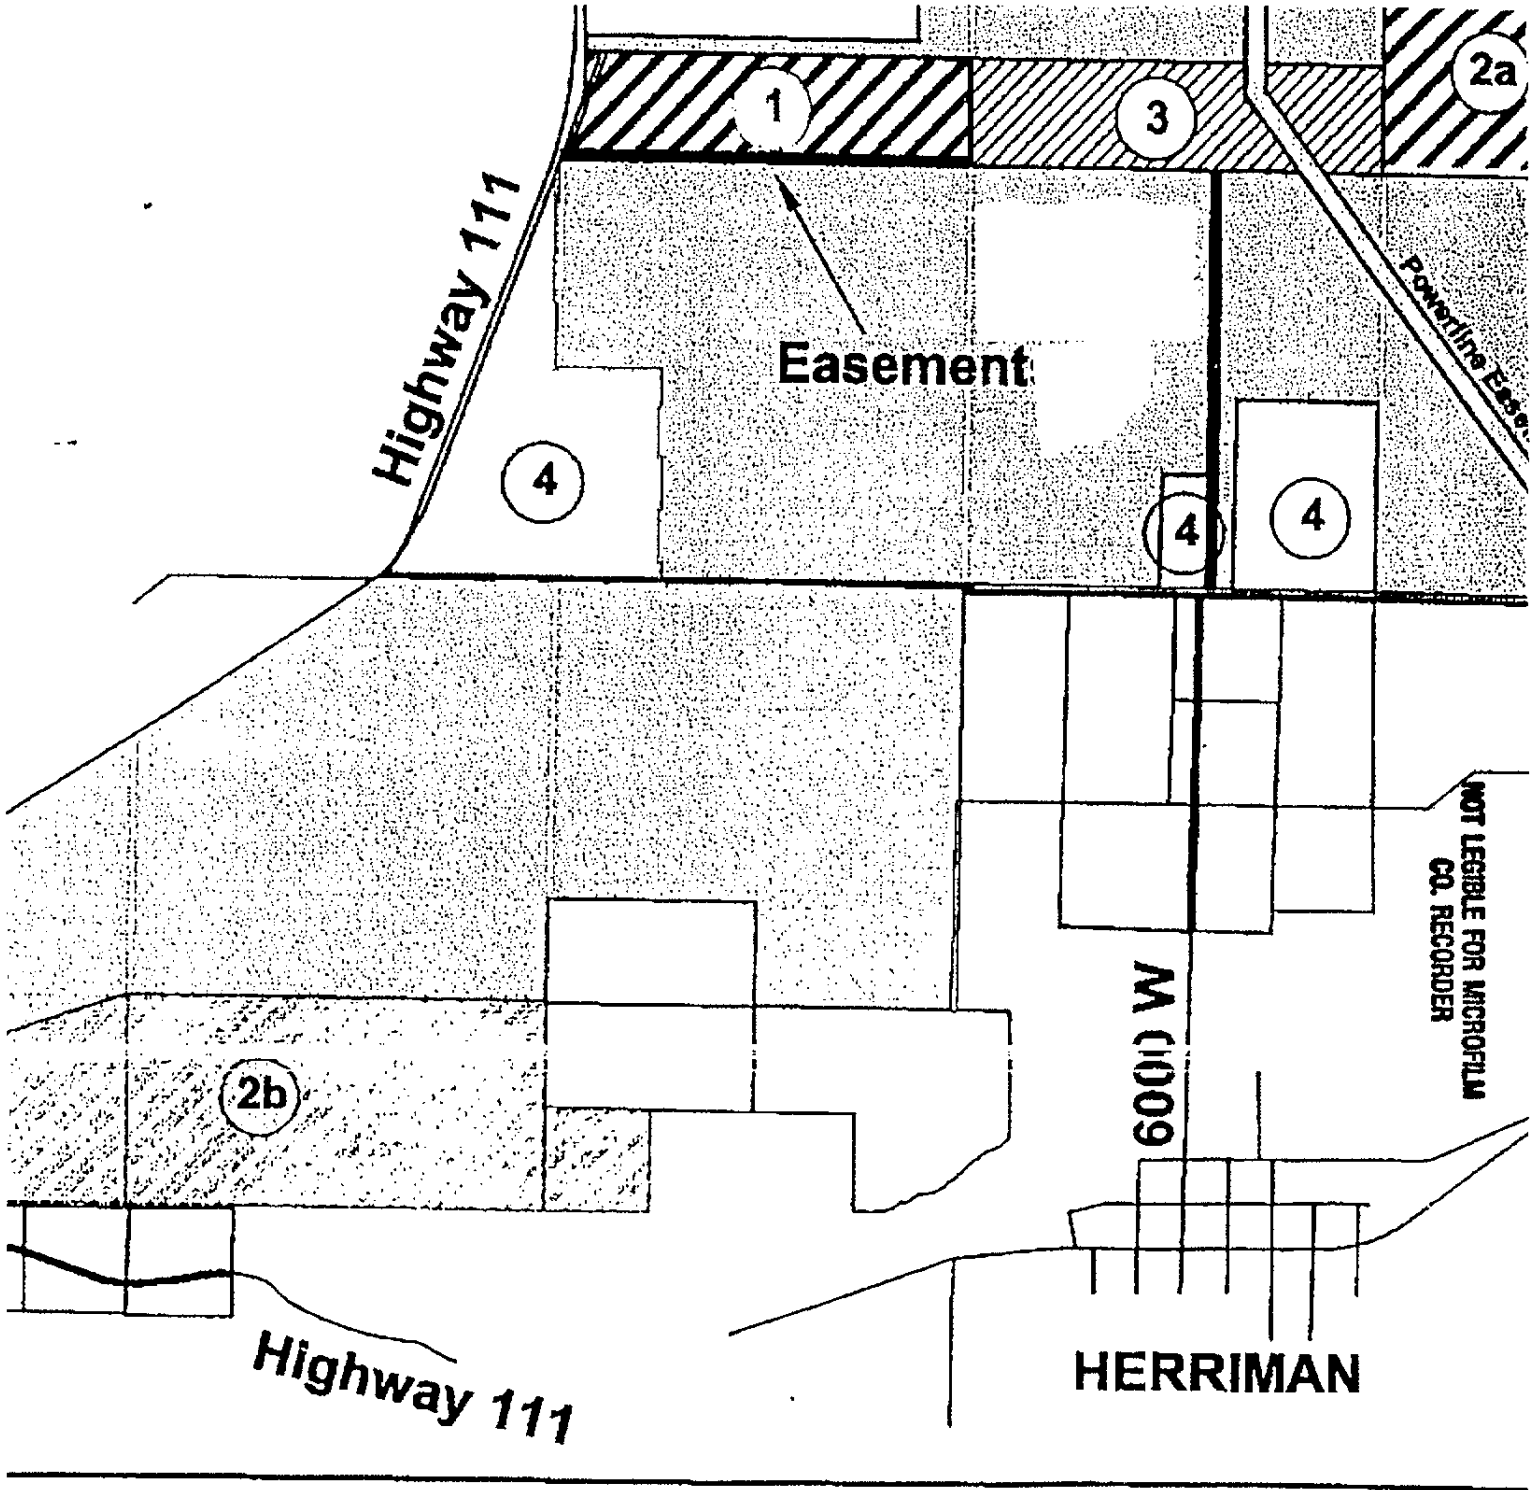 1
3
2a
Highway 111
Powerline
Easement
4
4
4
NOT LEGIBLE FOR MICROFILM
CO. RECORDER
6000 W
2b
Highway 111
HERRIMAN